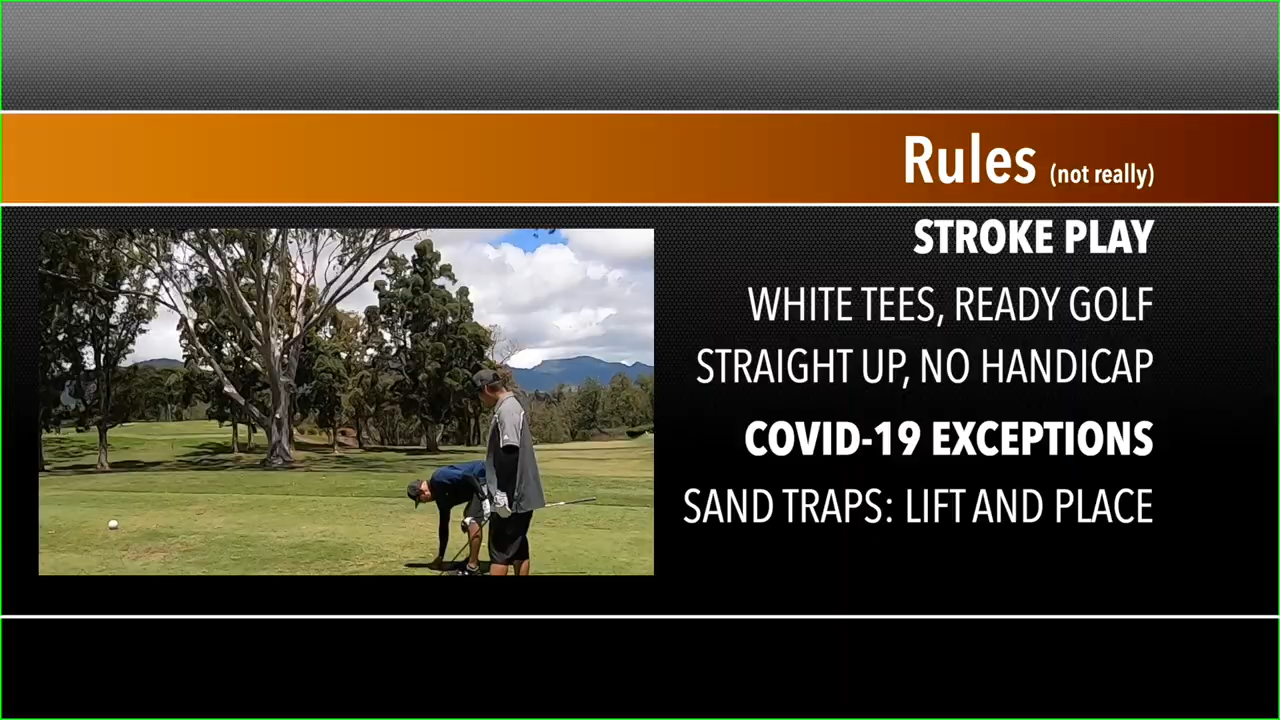 Rules (not really)
STROKE PLAY
WHITE TEES, READY GOLF
STRAIGHT UP, NO HANDICAP
COVID-19 EXCEPTIONS
SAND TRAPS: LIFT AND PLACE